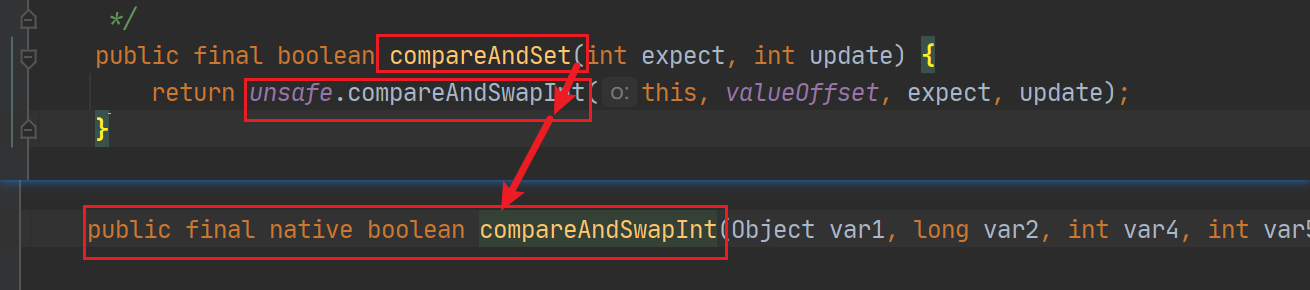 */
public final boolean compareAndSet(int expect, int update) {
return unsafe.compareAndSwapInt( o: this, valueOffset, expect, update);
}
public final native boolean compareAndSwapInt(Object var1, long var2, int var4, int var5